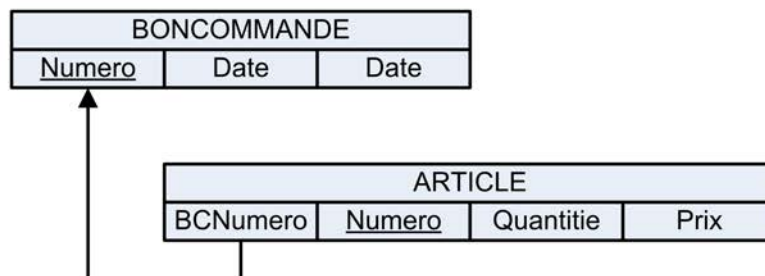 BONCOMMANDE
Numero Date Date
ARTICLE
BCNumero Numero Quantitie Prix